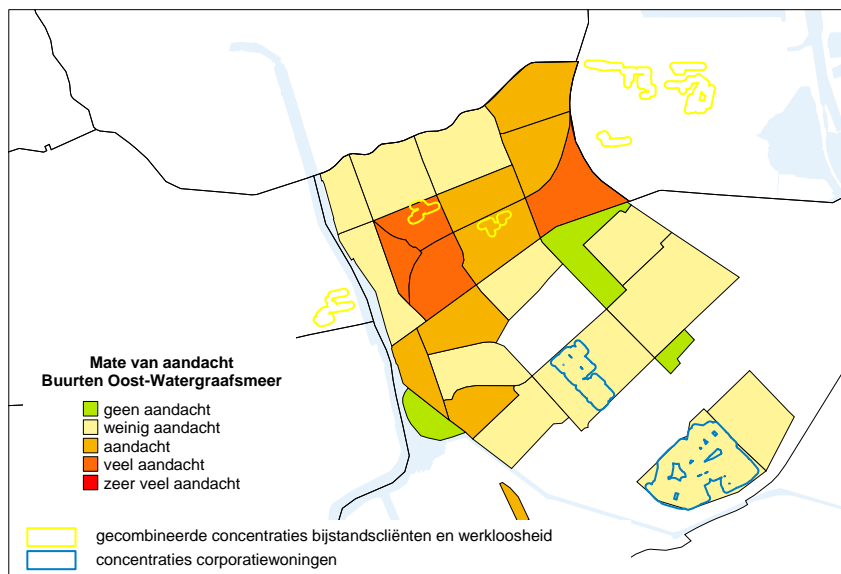 Mate van aandacht
Buurten Oost-Watergraafsmeer
geen aandacht
weinig aandacht
aandacht
veel aandacht
zeer veel aandacht
gecombineerde concentraties bijstandscliënten en werkloosheid
concentraties corporatiewoningen